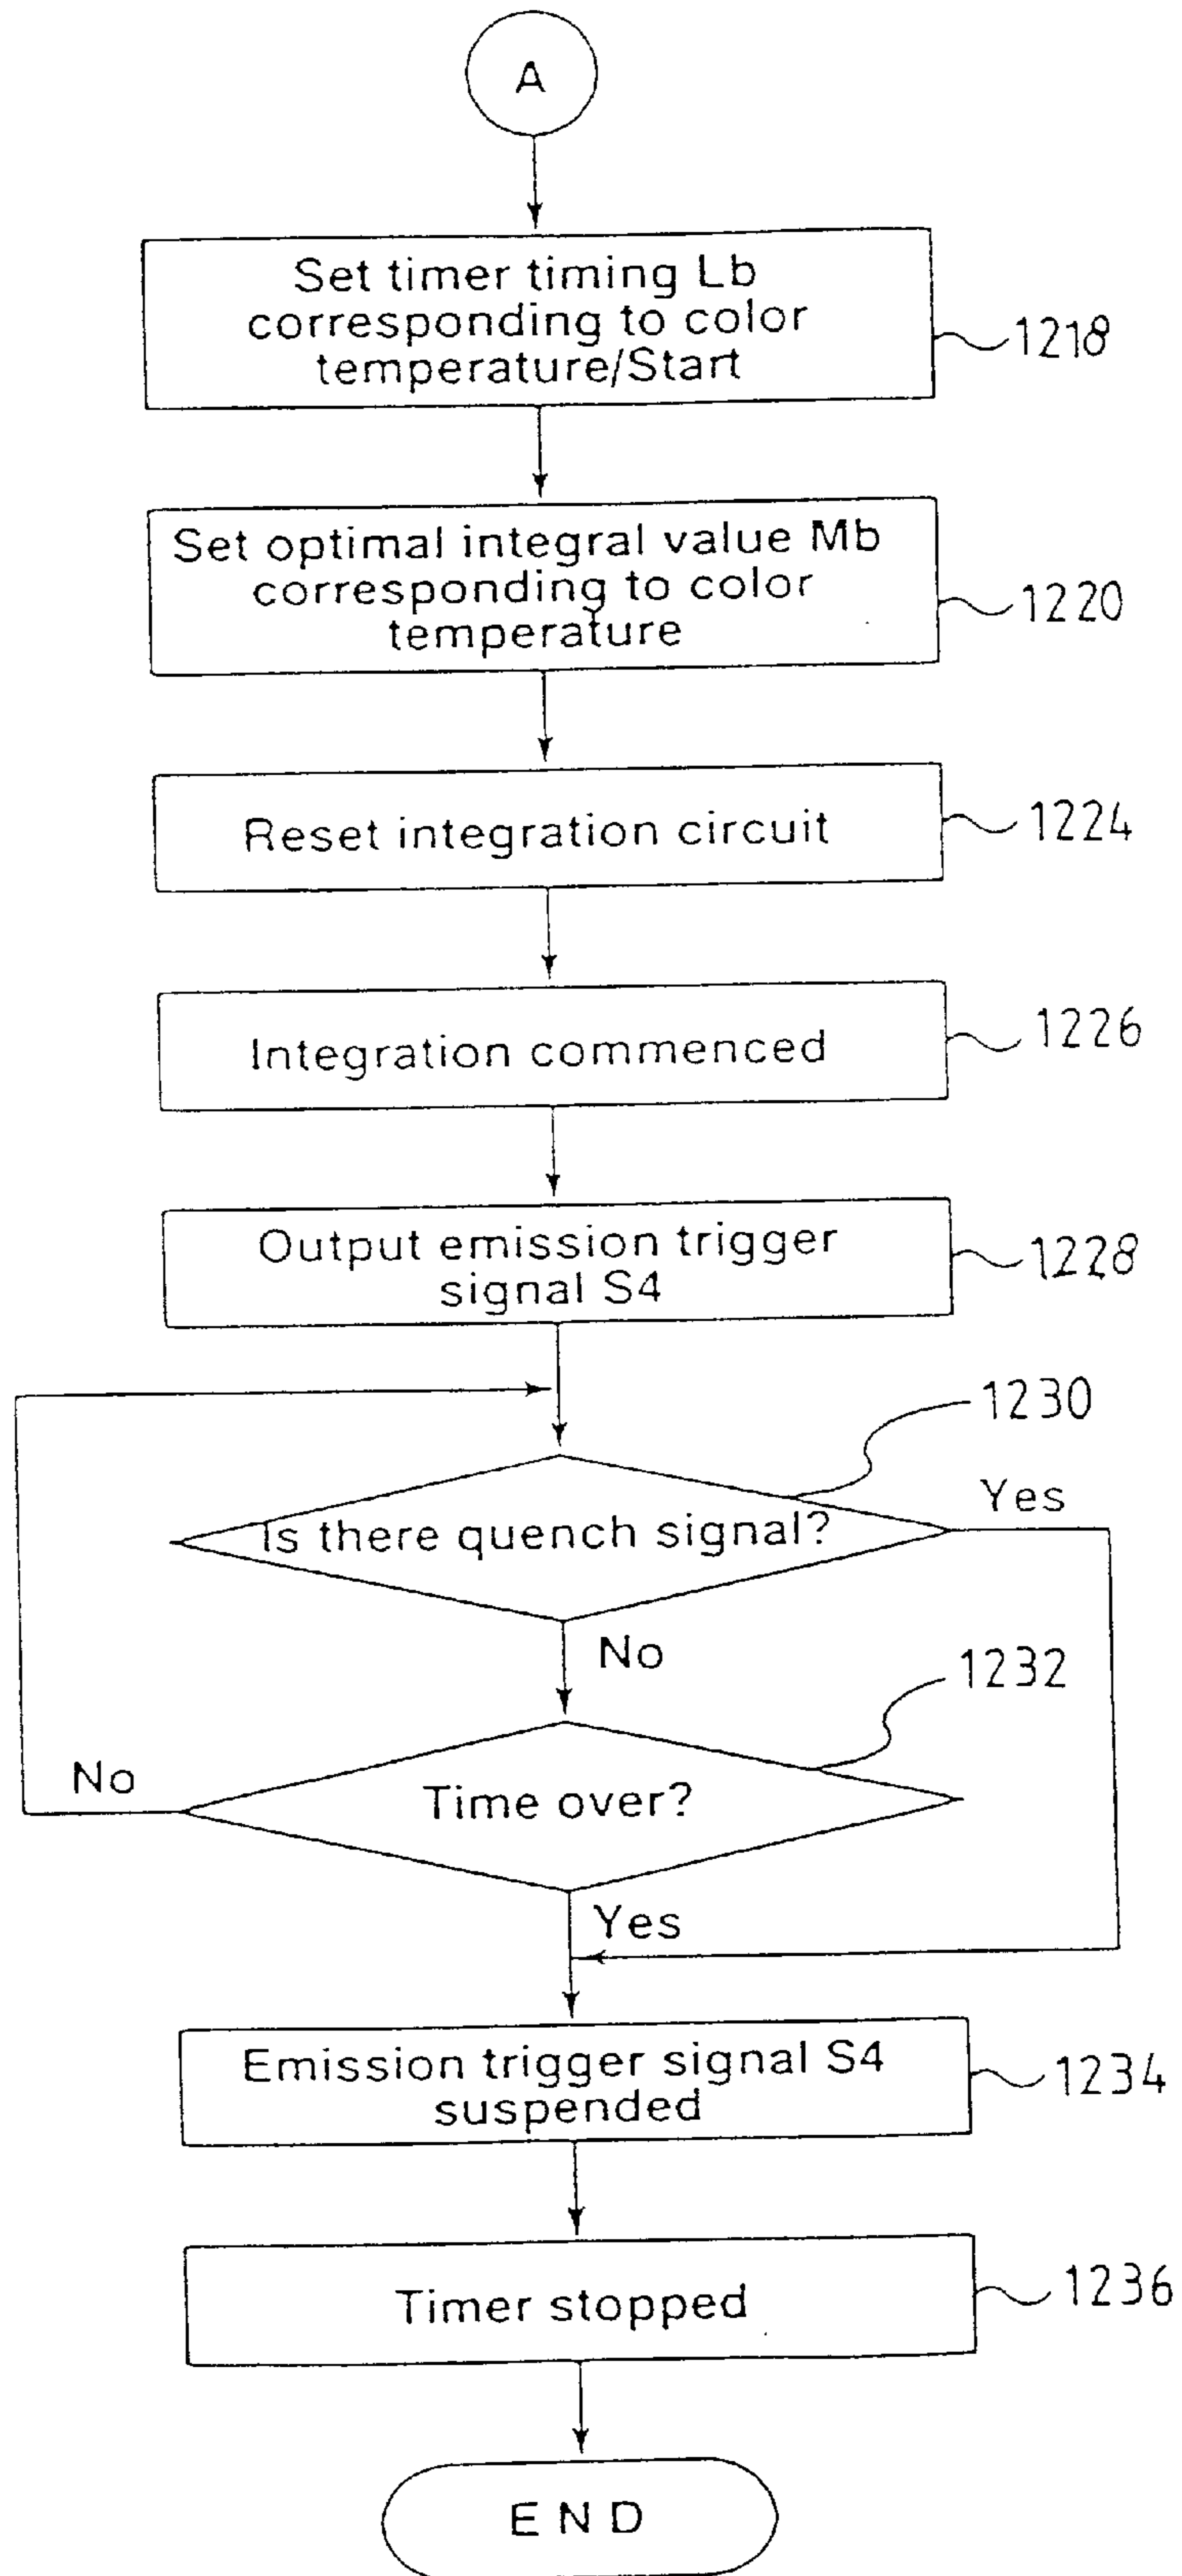 A
Set timer timing Lb
corresponding to color
temperature/Start
1218
Set optimal integral value Mb
corresponding to color
temperature
1220
Reset integration circuit
1224
Integration commenced
1226
Output emission trigger
signal S4
1228
1230
Is there quench signal?
Yes
No
1232
Time over?
No
Yes
Emission trigger signal S4
suspended
1234
Timer stopped
1236
END